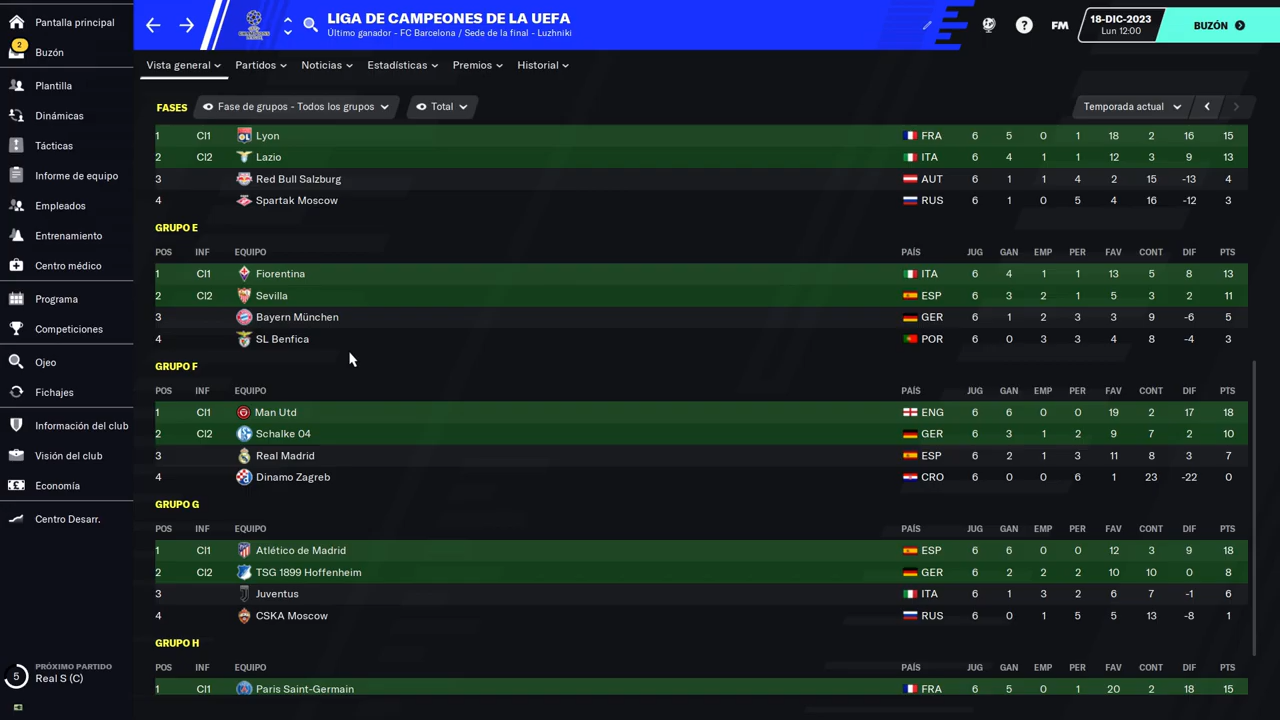 Pantalla principal
2
Buzón
Plantilla
Dinámicas
Tácticas
Informe de equipo
Empleados
Entrenamiento
Centro médico
Programa
Competiciones
Ojeo
Fichajes
Información del club
Visión del club
Economía
Centro Desarr.
PRÓXIMO PARTIDO
5 Real S (C)
LIGA DE CAMPEONES DE LA UEFA
Último ganador - FC Barcelona / Sede de la final - Luzhniki
? FM
18-DIC-2023
Lun 12:00
BUZÓN
Vista general Partidos Noticias Estadísticas Premios Historial
FASES Fase de grupos - Todos los grupos Total Temporada actual
1 Cl1 Lyon FRA 6 5 0 1 18 2 16 15
2 Cl2 Lazio ITA 6 4 1 1 12 3 9 13
3 Red Bull Salzburg AUT 6 1 1 4 2 15 -13 4
4 Spartak Moscow RUS 6 1 0 5 4 16 -12 3
GRUPO E
POS INF EQUIPO PAÍS JUG GAN EMP PER FAV CONT DIF PTS
1 Cl1 Fiorentina ITA 6 4 1 1 13 5 8 13
2 Cl2 Sevilla ESP 6 3 2 1 5 3 2 11
3 Bayern München GER 6 1 2 3 3 9 -6 5
4 SL Benfica POR 6 0 3 3 4 8 -4 3
GRUPO F
POS INF EQUIPO PAÍS JUG GAN EMP PER FAV CONT DIF PTS
1 Cl1 Man Utd ENG 6 6 0 0 19 2 17 18
2 Cl2 Schalke 04 GER 6 3 1 2 9 7 2 10
3 Real Madrid ESP 6 2 1 3 11 8 3 7
4 Dinamo Zagreb CRO 6 0 0 6 1 23 -22 0
GRUPO G
POS INF EQUIPO PAÍS JUG GAN EMP PER FAV CONT DIF PTS
1 Cl1 Atlético de Madrid ESP 6 6 0 0 12 3 9 18
2 Cl2 TSG 1899 Hoffenheim GER 6 2 2 2 10 10 0 8
3 Juventus ITA 6 1 3 2 6 7 -1 6
4 CSKA Moscow RUS 6 0 1 5 5 13 -8 1
GRUPO H
POS INF EQUIPO PAÍS JUG GAN EMP PER FAV CONT DIF PTS
1 Cl1 Paris Saint-Germain FRA 6 5 0 1 20 2 18 15